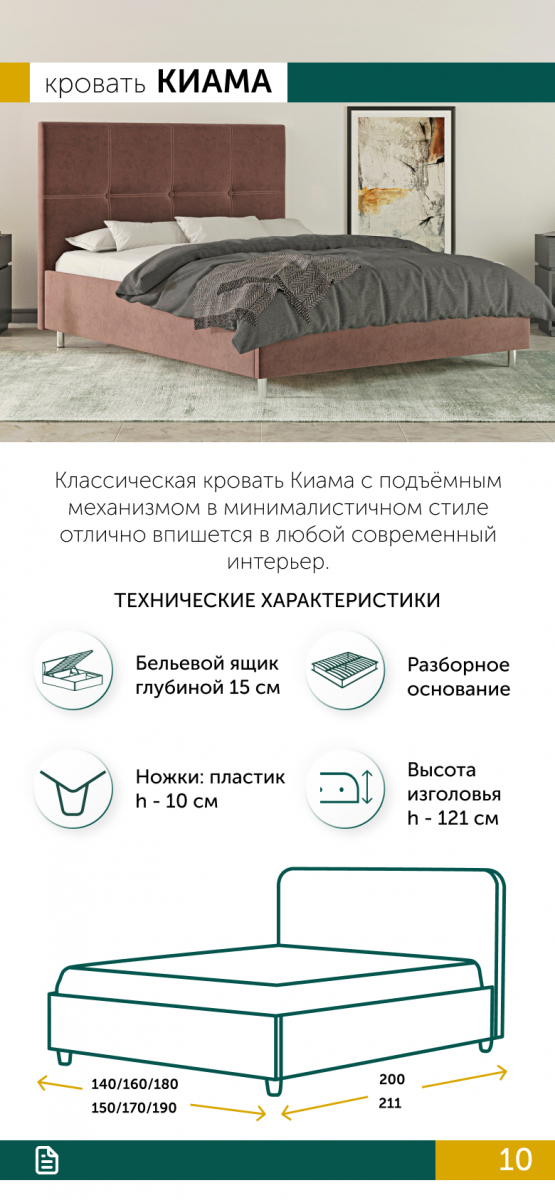 кровать КИАМА
Классическая кровать Киама с подъёмным
механизмом в минималистичном стиле
отлично впишется в любой современный
интерьер.
ТЕХНИЧЕСКИЕ ХАРАКТЕРИСТИКИ
Бельевой ящик
глубиной 15 см
Разборное
основание
Ножки: пластик
h - 10 см
Высота
изголовья
h - 121 см
140/160/180
150/170/190
200
211
10